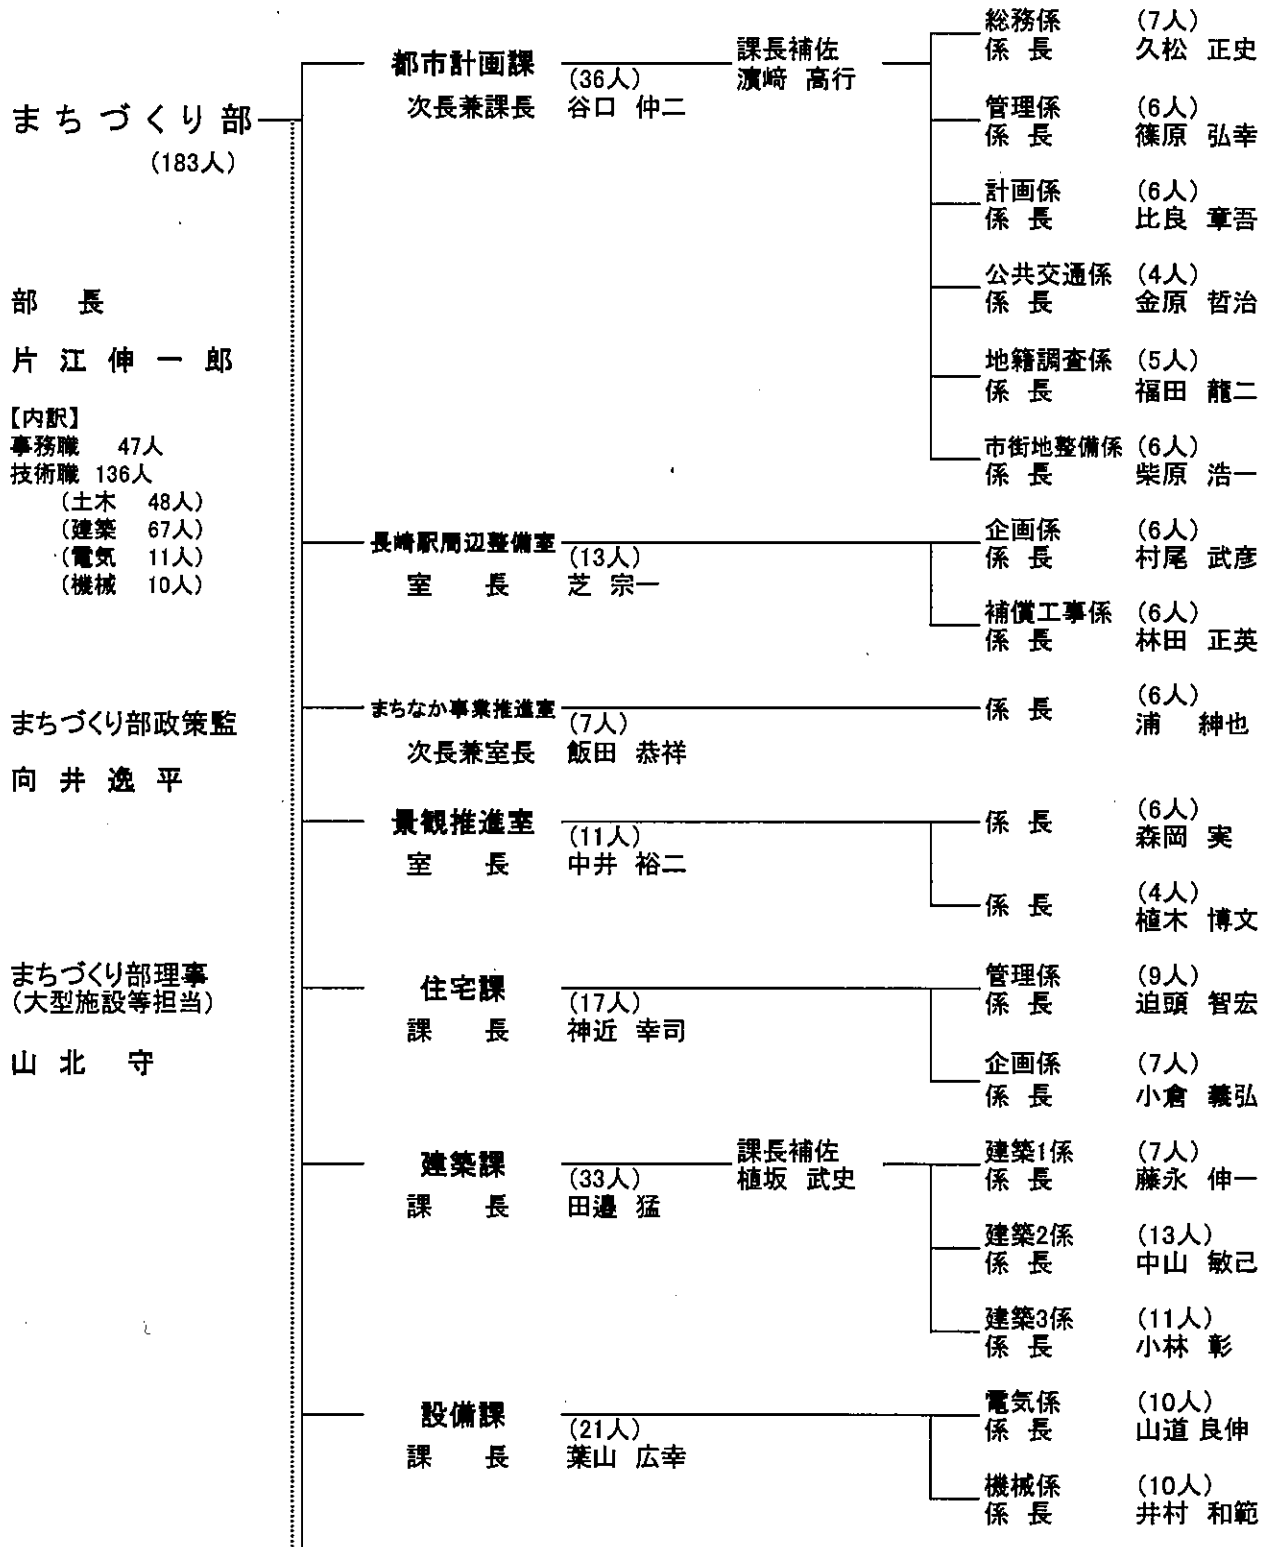 まちづくり部
(183人)
部 長
片 江 伸 一 郎
【内訳】
事務職 47人
技術職 136人
(土木 48人)
(建築 67人)
(電気 11人)
(機械 10人)
まちづくり部政策監
向 井 逸 平
まちづくり部理事
(大型施設等担当)
山 北 守
都市計画課
(36人)
次長兼課長 谷口 仲二
課長補佐
濵﨑 高行
総務係 (7人)
係 長 久松 正史
管理係 (6人)
係 長 篠原 弘幸
計画係 (6人)
係 長 比良 章吾
公共交通係 (4人)
係 長 金原 哲治
地籍調査係 (5人)
係 長 福田 龍二
市街地整備係 (6人)
係 長 柴原 浩一
長崎駅周辺整備室
(13人)
室 長 芝 宗一
企画係 (6人)
係 長 村尾 武彦
補償工事係 (6人)
係 長 林田 正英
まちなか事業推進室
(7人)
次長兼室長 飯田 恭祥
(6人)
係 長 浦 紳也
景観推進室
(11人)
室 長 中井 裕二
(6人)
係 長 森岡 実
(4人)
係 長 植木 博文
住宅課
(17人)
課 長 神近 幸司
管理係 (9人)
係 長 迫頭 智宏
企画係 (7人)
係 長 小倉 義弘
建築課
(33人)
課 長 田邉 猛
課長補佐
植坂 武史
建築1係 (7人)
係 長 藤永 伸一
建築2係 (13人)
係 長 中山 敏己
建築3係 (11人)
係 長 小林 彰
設備課
(21人)
課 長 葉山 広幸
電気係 (10人)
係 長 山道 良伸
機械係 (10人)
係 長 井村 和範